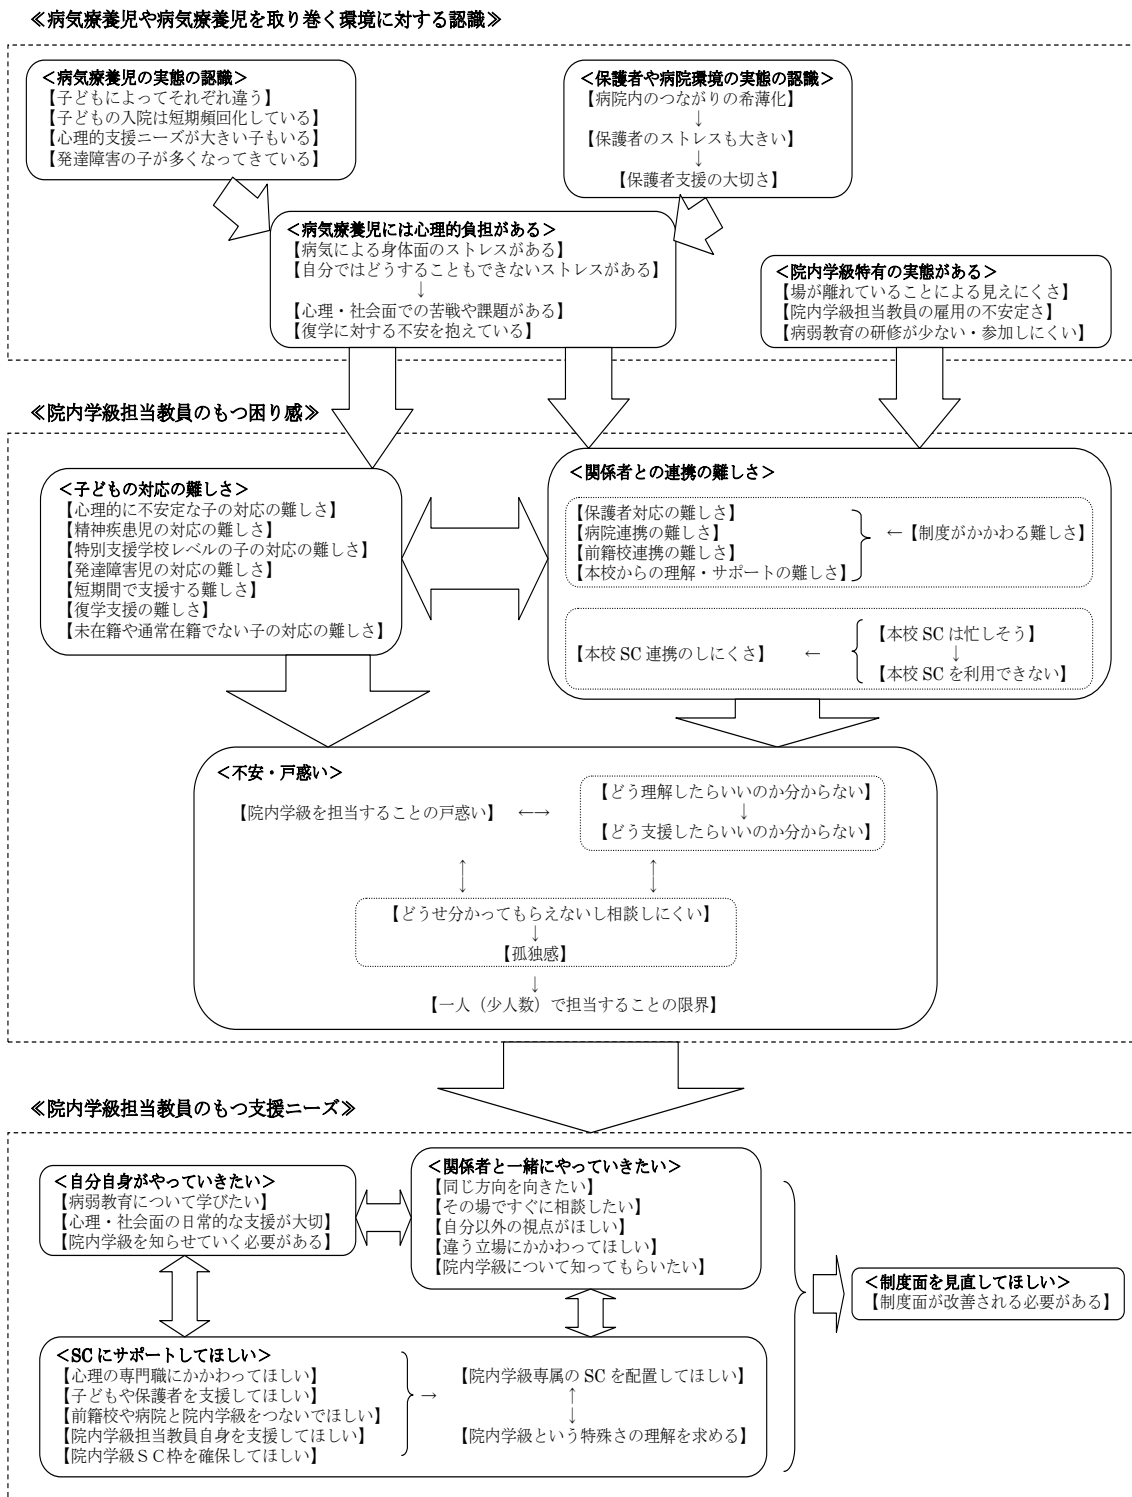 ≪病気療養児や病気療養児を取り巻く環境に対する認識≫
＜病気療養児の実態の認識＞
【子どもによってそれぞれ違う】
【子どもの入院は短期頻回化している】
【心理的支援ニーズが大きい子もいる】
【発達障害の子が多くなってきている】
＜保護者や病院環境の実態の認識＞
【病院内のつながりの希薄化】
↓
【保護者のストレスも大きい】
↓
【保護者支援の大切さ】
＜病気療養児には心理的負担がある＞
【病気による身体面のストレスがある】
【自分ではどうすることもできないストレスがある】
↓
【心理・社会面での苦戦や課題がある】
【復学に対する不安を抱えている】
＜院内学級特有の実態がある＞
【場が離れていることによる見えにくさ】
【院内学級担当教員の雇用の不安定さ】
【病弱教育の研修が少ない・参加しにくい】
≪院内学級担当教員のもつ困り感≫
＜子どもの対応の難しさ＞
【心理的に不安定な子の対応の難しさ】
【精神疾患児の対応の難しさ】
【特別支援学校レベルの子の対応の難しさ】
【発達障害児の対応の難しさ】
【短期間で支援する難しさ】
【復学支援の難しさ】
【未在籍や通常在籍でない子の対応の難しさ】
＜関係者との連携の難しさ＞
【保護者対応の難しさ】
【病院連携の難しさ】
【前籍校連携の難しさ】
【本校からの理解・サポートの難しさ】
←【制度がかかわる難しさ】
【本校 SC 連携のしにくさ】 ←
【本校 SC は忙しそう】
↓
【本校 SC を利用できない】
＜不安・戸惑い＞
【院内学級を担当することの戸惑い】 ←→
【どう理解したらいいのか分からない】
↓
【どう支援したらいいのか分からない】
↑ ↑
↓ ↓
【どうせ分かってもらえないし相談しにくい】
↓
【孤独感】
↓
【一人（少人数）で担当することの限界】
≪院内学級担当教員のもつ支援ニーズ≫
＜自分自身がやっていきたい＞
【病弱教育について学びたい】
【心理・社会面の日常的な支援が大切】
【院内学級を知らせていく必要がある】
＜関係者と一緒にやっていきたい＞
【同じ方向を向きたい】
【その場ですぐに相談したい】
【自分以外の視点がほしい】
【違う立場にかかわってほしい】
【院内学級について知ってもらいたい】
＜SC にサポートしてほしい＞
【心理の専門職にかかわってほしい】
【子どもや保護者を支援してほしい】
【前籍校や病院と院内学級をつないでほしい】
【院内学級担当教員自身を支援してほしい】
【院内学級ＳＣ枠を確保してほしい】
→
【院内学級専属の SC を配置してほしい】
↑
↓
【院内学級という特殊さの理解を求める】
＜制度面を見直してほしい＞
【制度面が改善される必要がある】